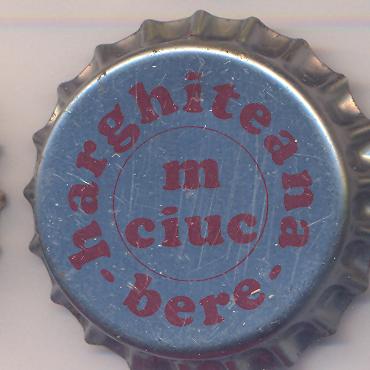 harghiteana
m
ciuc
- bere -